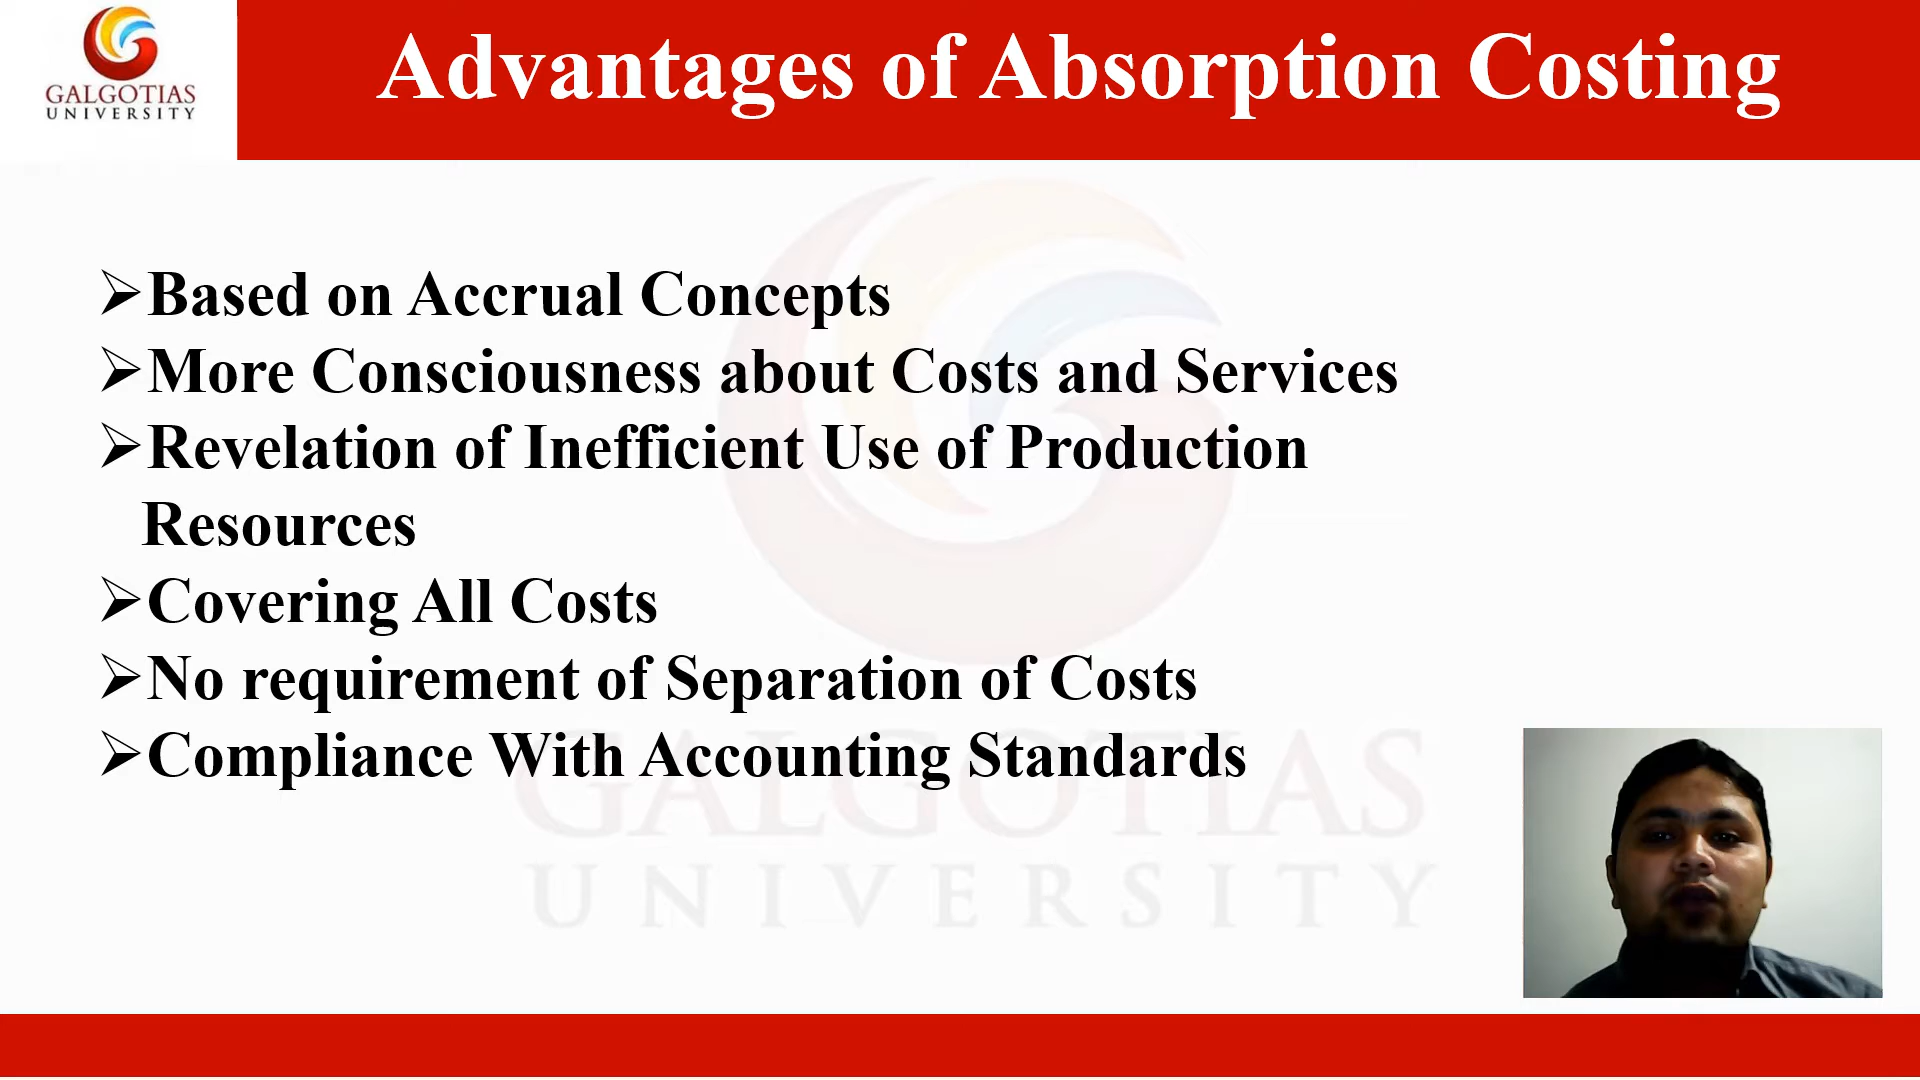 GALGOTIAS
UNIVERSITY
Advantages of Absorption Costing
➢Based on Accrual Concepts
➢More Consciousness about Costs and Services
➢Revelation of Inefficient Use of Production
Resources
➢Covering All Costs
➢No requirement of Separation of Costs
➢Compliance With Accounting Standards
GALGOTIAS
UNIVERSITY